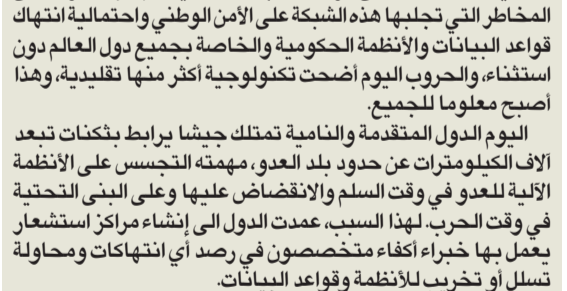 المخاطر التي تجلبها هذه الشبكة على الأمن الوطني واحتمالية انتهاك
قواعد البيانات والأنظمة الحكومية والخاصة بجميع دول العالم دون
استثناء، والحروب اليوم أضحت تكنولوجية أكثر منها تقليدية، وهذا
أصبح معلوما للجميع.
اليوم الدول المتقدمة والنامية تمتلك جيشا يرابط بثكنات تبعد
آلاف الكيلومترات عن حدود بلد العدو، مهمته التجسس على الأنظمة
الآلية للعدو في وقت السلم والانقضاض عليها وعلى البنى التحتية
في وقت الحرب. لهذا السبب، عمدت الدول الى إنشاء مراكز استشعار
يعمل بها خبراء أكفاء متخصصون في رصد أي انتهاكات ومحاولة
تسلل أو تخريب للأنظمة وقواعد البيانات.